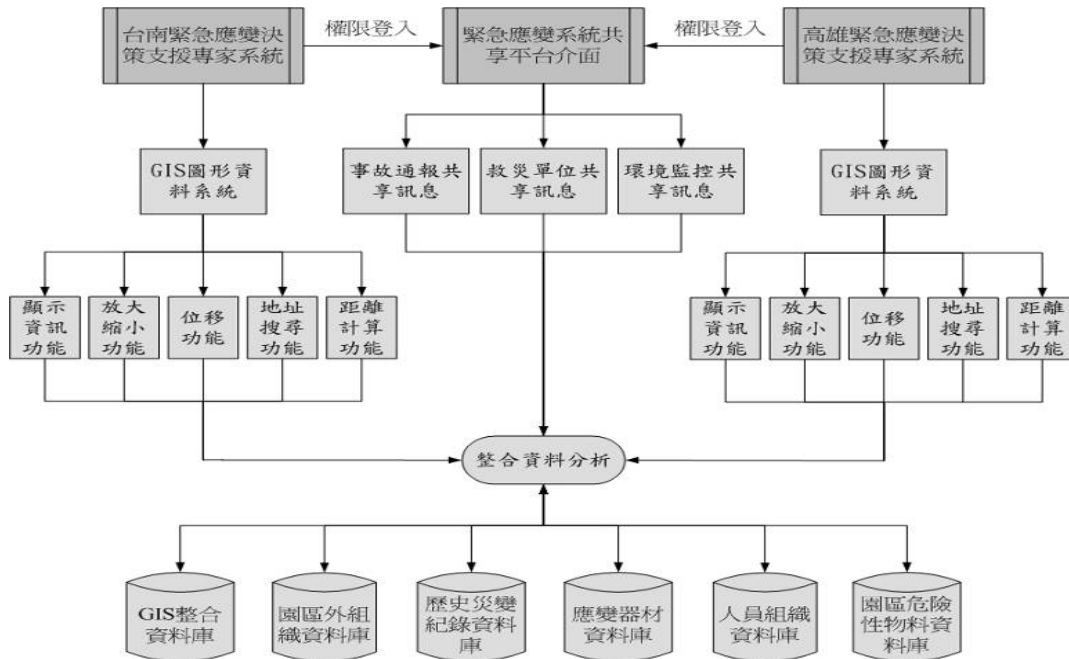 台南緊急應變決
策支援專家系統
權限登入
緊急應變系統共
享平台介面
權限登入
高雄緊急應變決
策支援專家系統
GIS圖形資
料系統
事故通報共
享訊息
救災單位共
享訊息
環境監控共
享訊息
GIS圖形資
料系統
顯示
資訊
功能
放大
縮小
功能
位移
功能
地址
搜尋
功能
距離
計算
功能
顯示
資訊
功能
放大
縮小
功能
位移
功能
地址
搜尋
功能
距離
計算
功能
整合資料分析
GIS整合
資料庫
園區外組
織資料庫
歷史災變
紀錄資料
庫
應變器材
資料庫
人員組織
資料庫
園區危險
性物料資
料庫